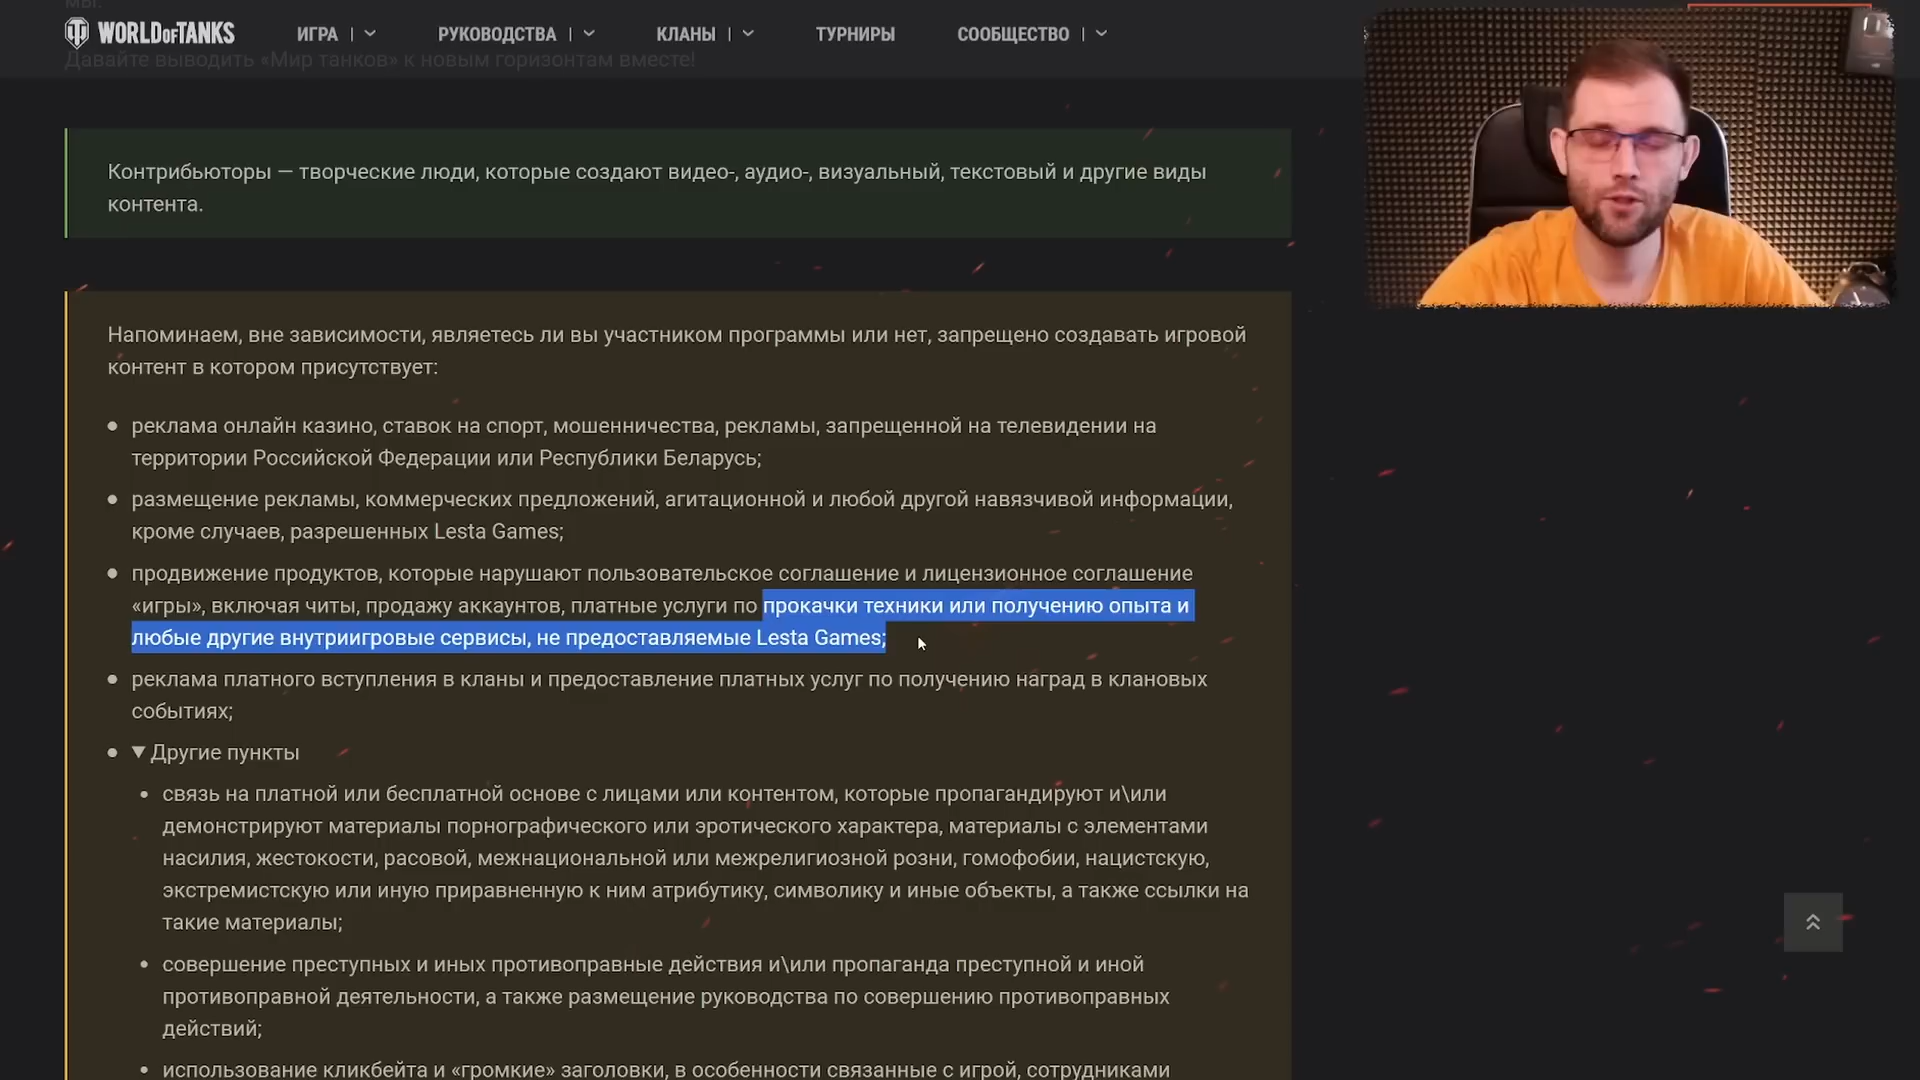 мы:
WORLD OF TANKS
ИГРА
РУКОВОДСТВА
КЛАНЫ
ТУРНИРЫ
СООБЩЕСТВО
Давайте выводить «Мир танков» к новым горизонтам вместе!
Контрибьюторы — творческие люди, которые создают видео-, аудио-, визуальный, текстовый и другие виды
контента.
Напоминаем, вне зависимости, являетесь ли вы участником программы или нет, запрещено создавать игровой
контент в котором присутствует:
реклама онлайн казино, ставок на спорт, мошенничества, рекламы, запрещенной на телевидении на
территории Российской Федерации или Республики Беларусь;
размещение рекламы, коммерческих предложений, агитационной и любой другой навязчивой информации,
кроме случаев, разрешенных Lesta Games;
продвижение продуктов, которые нарушают пользовательское соглашение и лицензионное соглашение
«игры», включая читы, продажу аккаунтов, платные услуги по прокачки техники или получению опыта и
любые другие внутриигровые сервисы, не предоставляемые Lesta Games;
реклама платного вступления в кланы и предоставление платных услуг по получению наград в клановых
событиях;
Другие пункты
связь на платной или бесплатной основе с лицами или контентом, которые пропагандируют и\или
демонстрируют материалы порнографического или эротического характера, материалы с элементами
насилия, жестокости, расовой, межнациональной или межрелигиозной розни, гомофобии, нацистскую,
экстремистскую или иную приравненную к ним атрибутику, символику и иные объекты, а также ссылки на
такие материалы;
совершение преступных и иных противоправные действия и\или пропаганда преступной и иной
противоправной деятельности, а также размещение руководства по совершению противоправных
действий;
использование кликбейта и «громкие» заголовки, в особенности связанные с игрой, сотрудниками